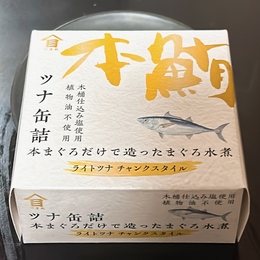 本鮪
木桶仕込み塩使用
植物油不使用
ツナ缶詰
本まぐろだけで造ったまぐろ水煮
ライトツナ チャンクスタイル
ツナ缶詰
木桶仕込み塩使用
植物油不使用
本まぐろだけで造ったまぐろ水煮
ライトツナ チャンクスタイル